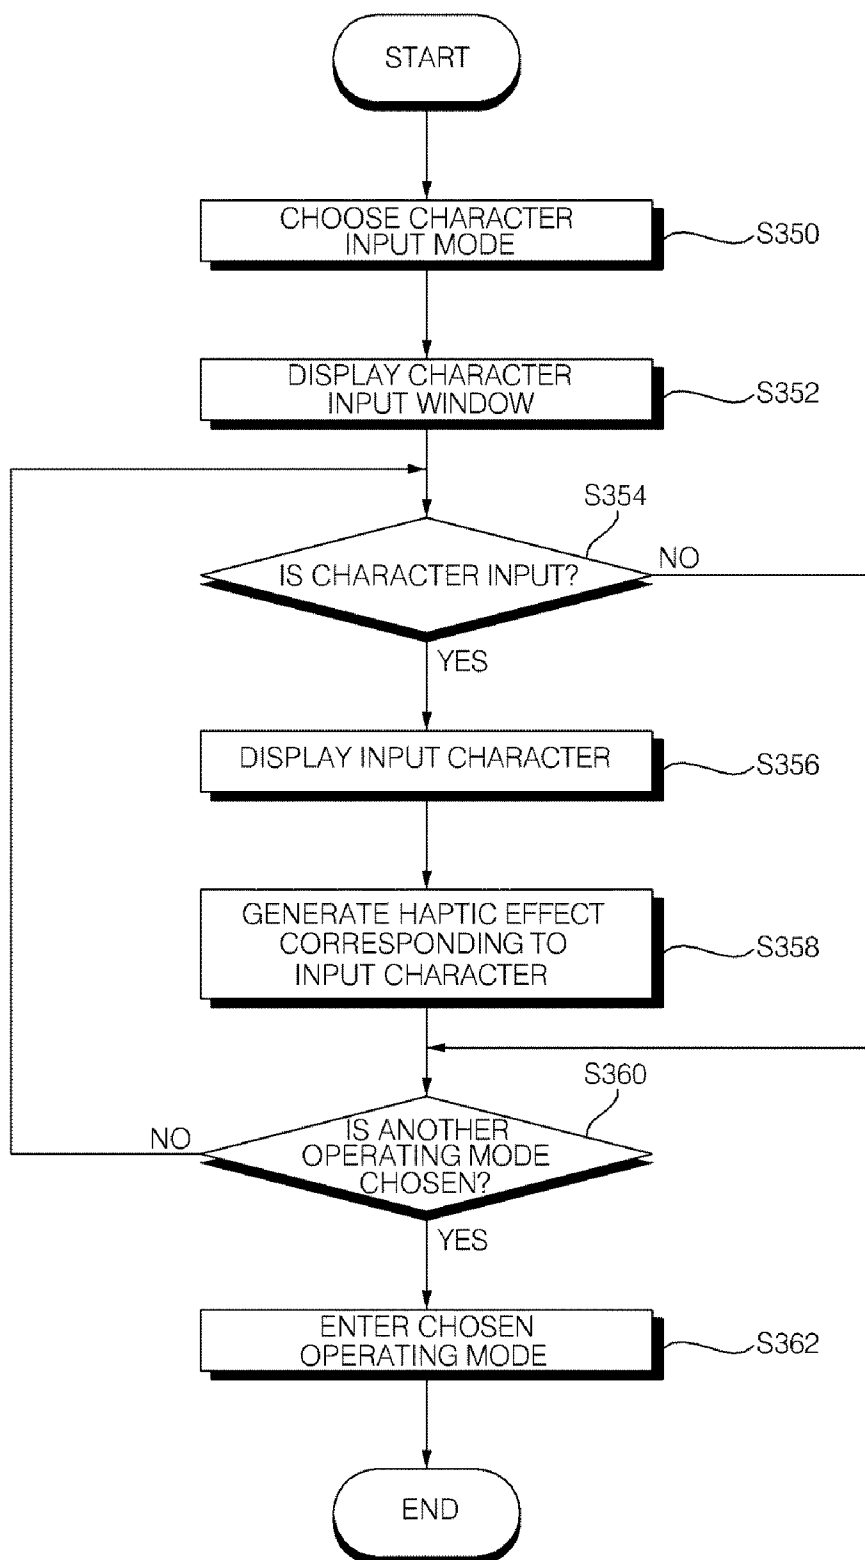 START
CHOOSE CHARACTER
INPUT MODE
S350
DISPLAY CHARACTER
INPUT WINDOW
S352
S354
IS CHARACTER INPUT?
NO
YES
DISPLAY INPUT CHARACTER
S356
GENERATE HAPTIC EFFECT
CORRESPONDING TO
INPUT CHARACTER
S358
S360
NO
IS ANOTHER
OPERATING MODE
CHOSEN?
YES
ENTER CHOSEN
OPERATING MODE
S362
END